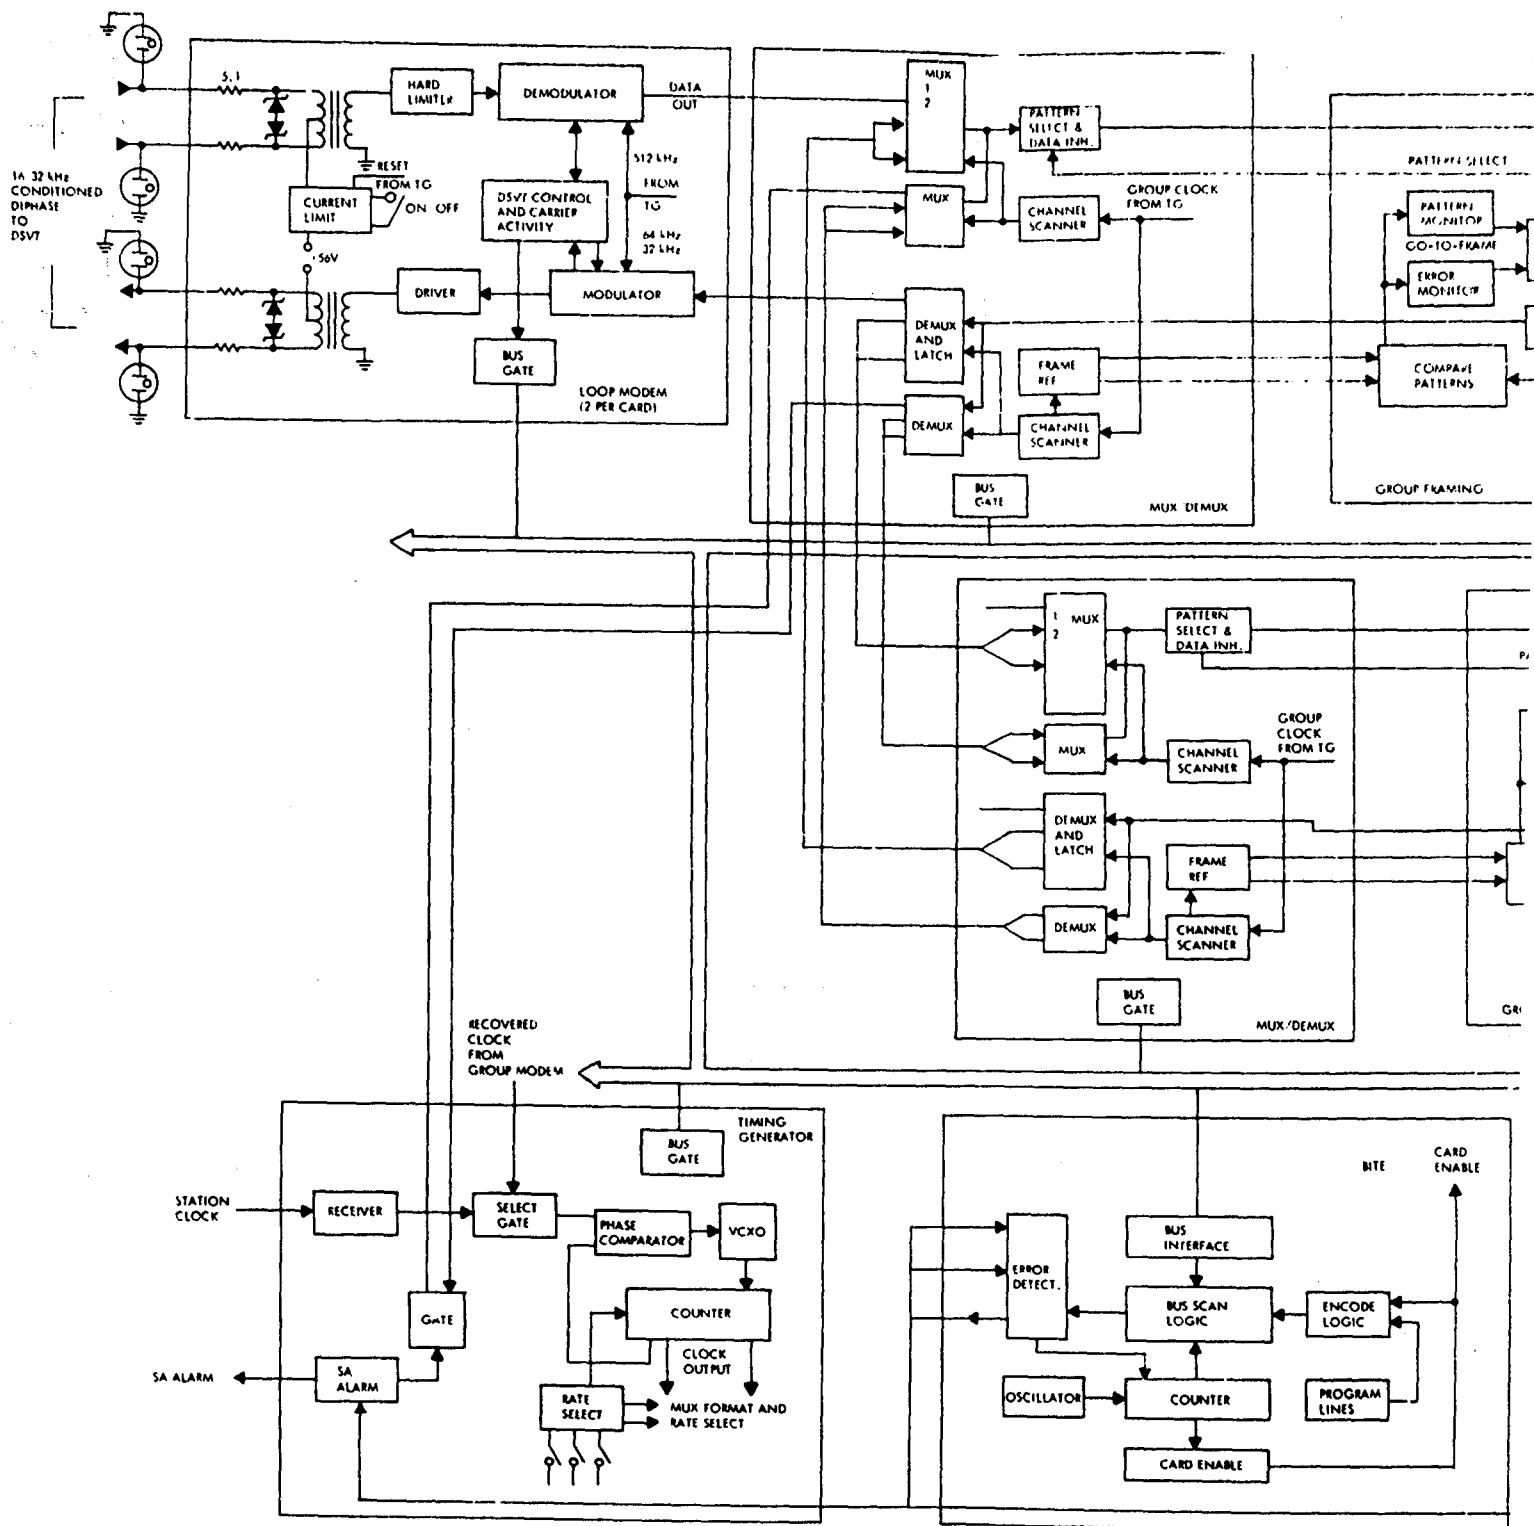 5.1
HARD
LIMITER
DEMODULATOR
DATA
OUT
16/32 kHz
CONDITIONED
DIPHASE
TO
DSVT
RESET
FROM TG
ON OFF
CURRENT
LIMIT
56V
DSVT CONTROL
AND CARRIER
ACTIVITY
512 kHz
FROM
TG
64 kHz
32 kHz
DRIVER
MODULATOR
BUS
GATE
LOOP MODEM
(2 PER CARD)
MUX
1
2
PATTERN
SELECT &
DATA INH.
MUX
CHANNEL
SCANNER
GROUP CLOCK
FROM TG
DEMUX
AND
LATCH
FRAME
REF
DEMUX
CHANNEL
SCANNER
BUS
GATE
MUX DEMUX
PATTERN SELECT
PATTERN
MONITOR
GO-TO-FRAME
ERROR
MONITOR
COMPARE
PATTERNS
GROUP FRAMING
1 MUX
2
PATTERN
SELECT &
DATA INH.
MUX
CHANNEL
SCANNER
GROUP
CLOCK
FROM TG
DEMUX
AND
LATCH
FRAME
REF
DEMUX
CHANNEL
SCANNER
BUS
GATE
MUX/DEMUX
PA
GR
RECOVERED
CLOCK
FROM
GROUP MODEM
TIMING
GENERATOR
BUS
GATE
STATION
CLOCK
RECEIVER
SELECT
GATE
PHASE
COMPARATOR
VCXO
GATE
COUNTER
CLOCK
OUTPUT
SA ALARM
SA
ALARM
RATE
SELECT
MUX FORMAT AND
RATE SELECT
BITE
CARD
ENABLE
ERROR
DETECT.
BUS
INTERFACE
BUS SCAN
LOGIC
ENCODE
LOGIC
OSCILLATOR
COUNTER
PROGRAM
LINES
CARD ENABLE